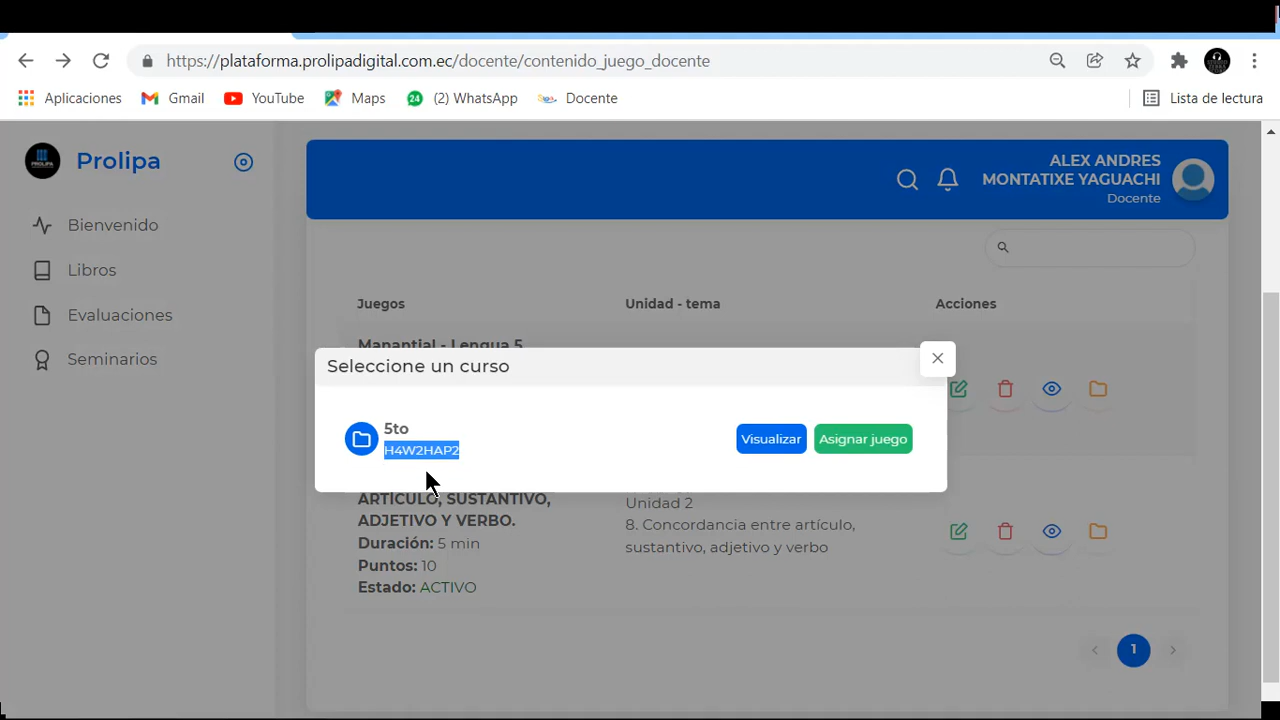 https://plataforma.prolipadigital.com.ec/docente/contenido_juego_docente
Aplicaciones
Gmail
YouTube
Maps
24
(2) WhatsApp
Docente
Lista de lectura
PROLIPA
Prolipa
Bienvenido
Libros
Evaluaciones
Seminarios
ALEX ANDRES
MONTATIXE YAGUACHI
Docente
Juegos
Unidad - tema
Acciones
Manantial - Lengua 5
Seleccione un curso
5to
H4W2HAP2
Visualizar
Asignar juego
ARTÍCULO, SUSTANTIVO,
ADJETIVO Y VERBO.
Duración: 5 min
Puntos: 10
Estado: ACTIVO
Unidad 2
8. Concordancia entre artículo,
sustantivo, adjetivo y verbo
1